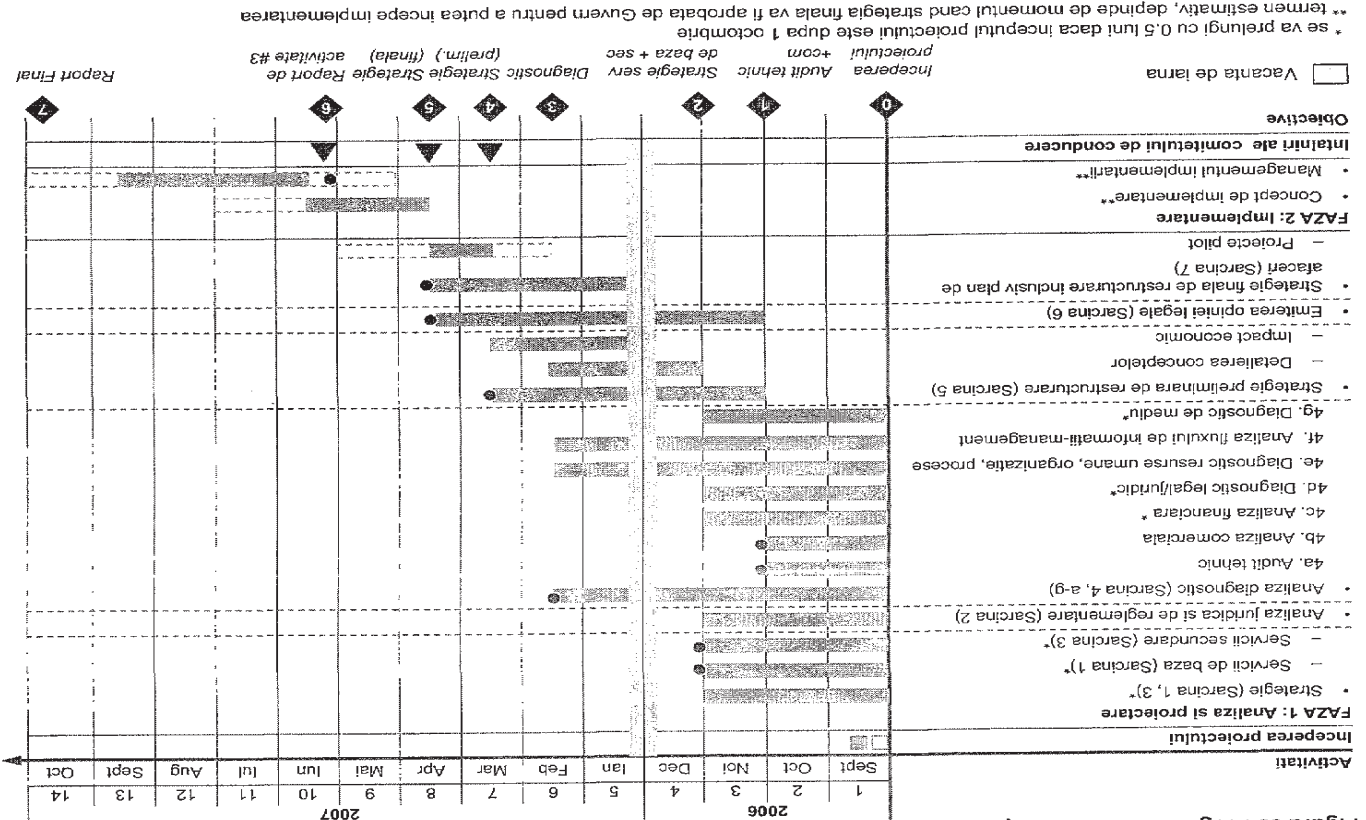 2006 2007
1 2 3 4 5 6 7 8 9 10 11 12 13 14
Activitati Sept Oct Noi Dec Ian Feb Mar Apr Mai Iun Iul Aug Sept Oct
Inceperea proiectului
FAZA 1: Analiza si proiectare
• Strategie (Sarcina 1, 3)*
– Servicii de baza (Sarcina 1)*
– Servicii secundare (Sarcina 3)*
• Analiza juridica si de reglementare (Sarcina 2)
• Analiza diagnostic (Sarcina 4, a-g)
4a. Audit tehnic
4b. Analiza comerciala
4c. Analiza financiara *
4d. Diagnostic legal/juridic*
4e. Diagnostic resurse umane, organizatie, procese
4f. Analiza fluxului de informatii-management
4g. Diagnostic de mediu*
• Strategie preliminara de restructurare (Sarcina 5)
– Detalierea conceptelor
– Impact economic
• Emiterea opiniei legale (Sarcina 6)
• Strategie finala de restructurare inclusiv plan de
afaceri (Sarcina 7)
– Proiecte pilot
FAZA 2: Implementare
• Concept de implementare**
• Managementul implementarii**
Intalniri ale comitetului de conducere
Obiective
0 1 2 3 4 5 6 7
Vacanta de iarna
Inceperea proiectului
Audit tehnic +com
Strategie serv de baza + sec
Diagnostic
Strategie (prelim.)
Strategie (finala)
Report de activitate #3
Report Final
* se va prelungi cu 0.5 luni daca inceputul proiectului este dupa 1 octombrie
** termen estimativ, depinde de momentul cand strategia finala va fi aprobata de Guvern pentru a putea incepe implementarea